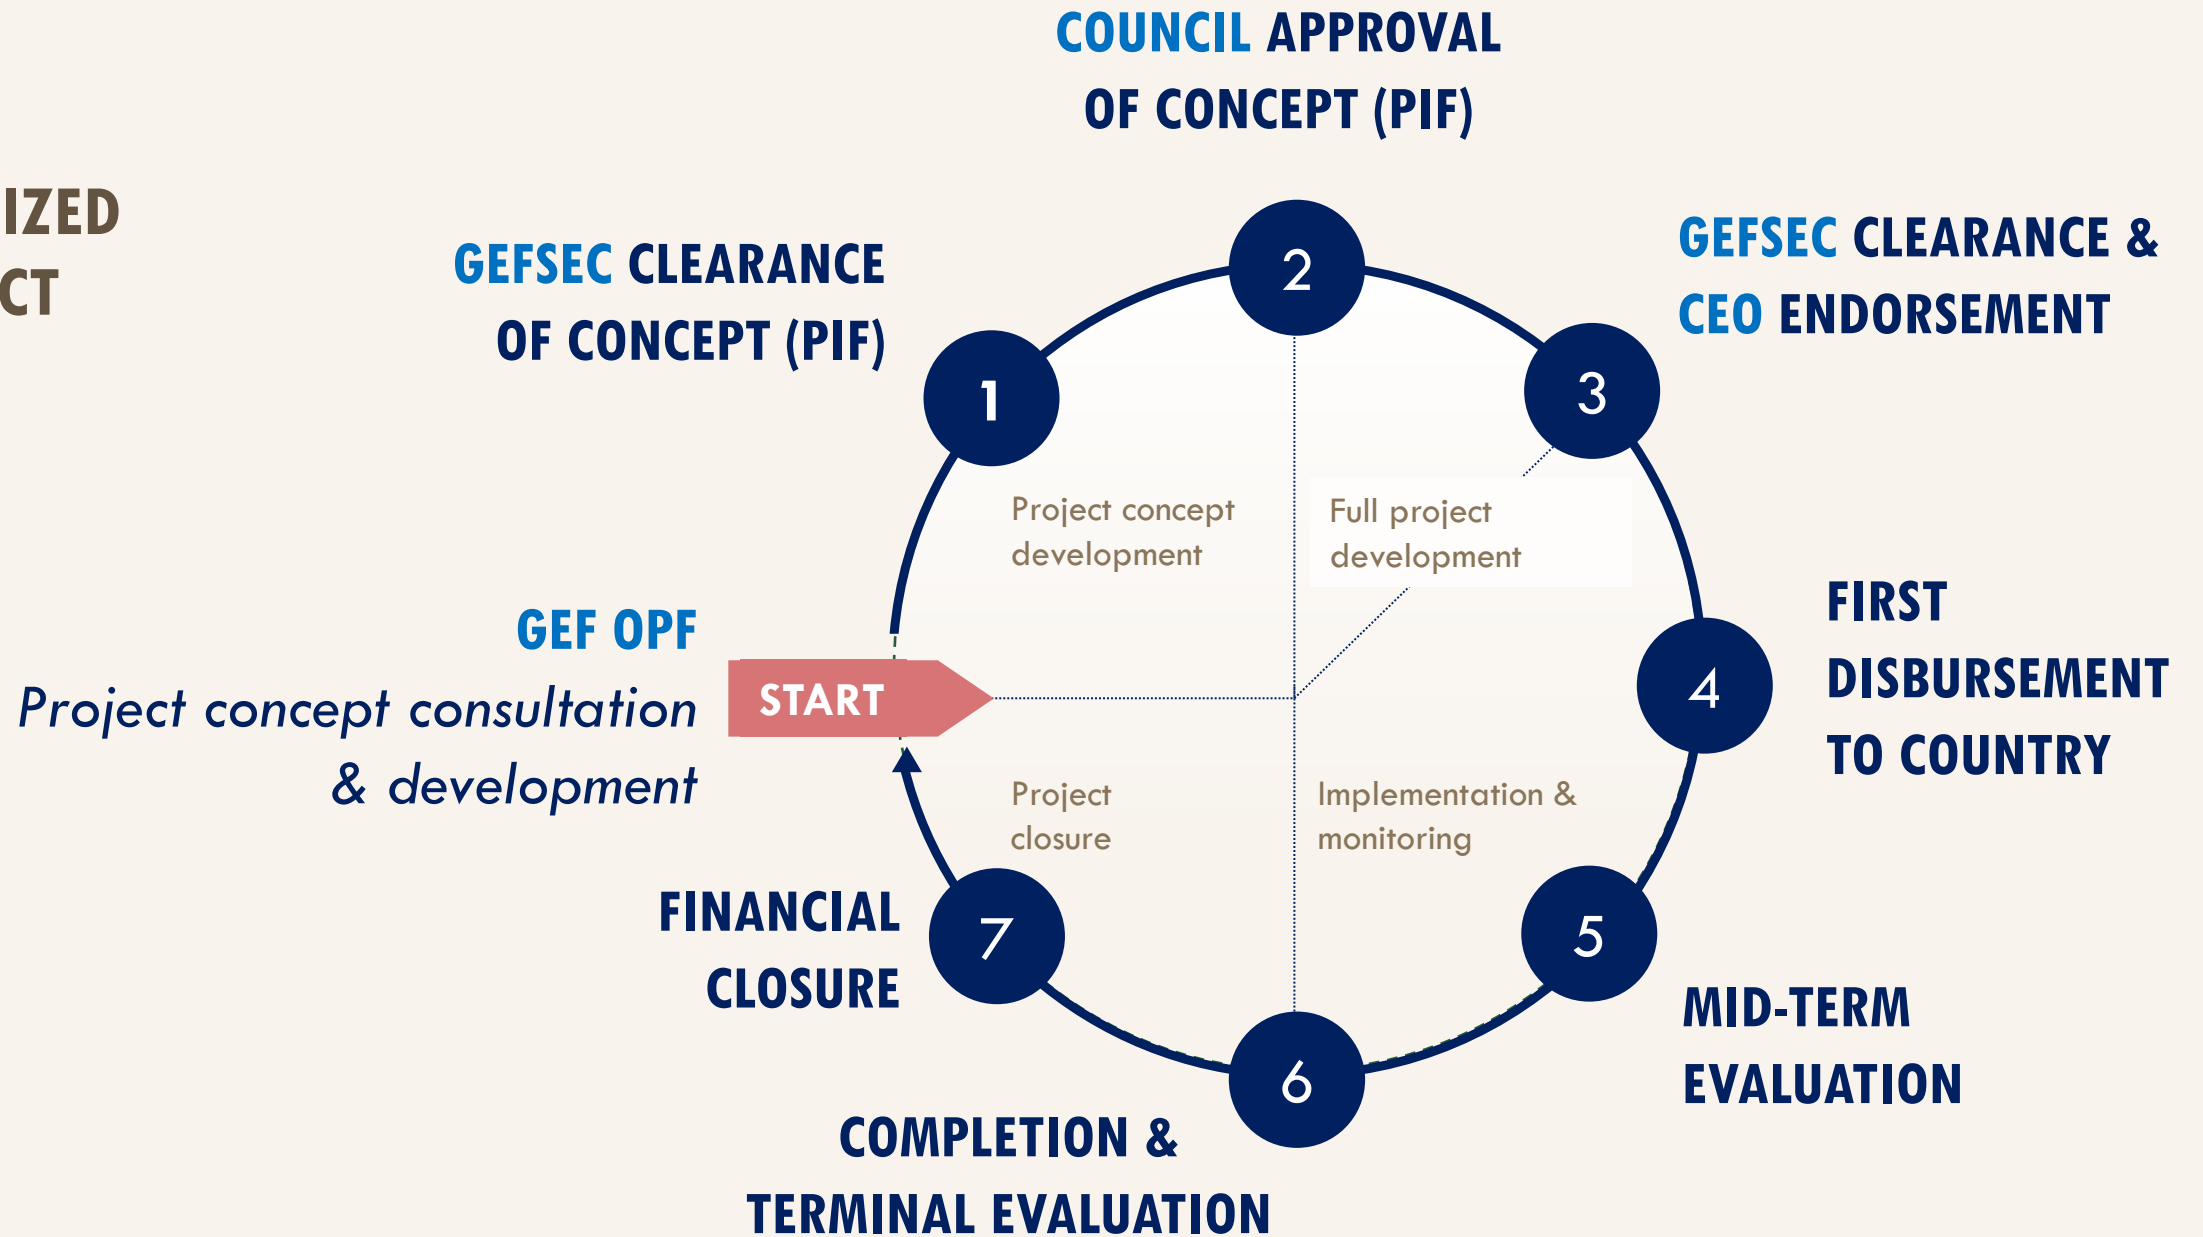 IZED
CT
GEF OPF
Project concept consultation
& development
START
GEFSEC CLEARANCE
OF CONCEPT (PIF)
1
COUNCIL APPROVAL
OF CONCEPT (PIF)
2
GEFSEC CLEARANCE &
CEO ENDORSEMENT
3
FIRST
DISBURSEMENT
TO COUNTRY
4
MID-TERM
EVALUATION
5
COMPLETION &
TERMINAL EVALUATION
6
FINANCIAL
CLOSURE
7
Project concept
development
Full project
development
Implementation &
monitoring
Project
closure